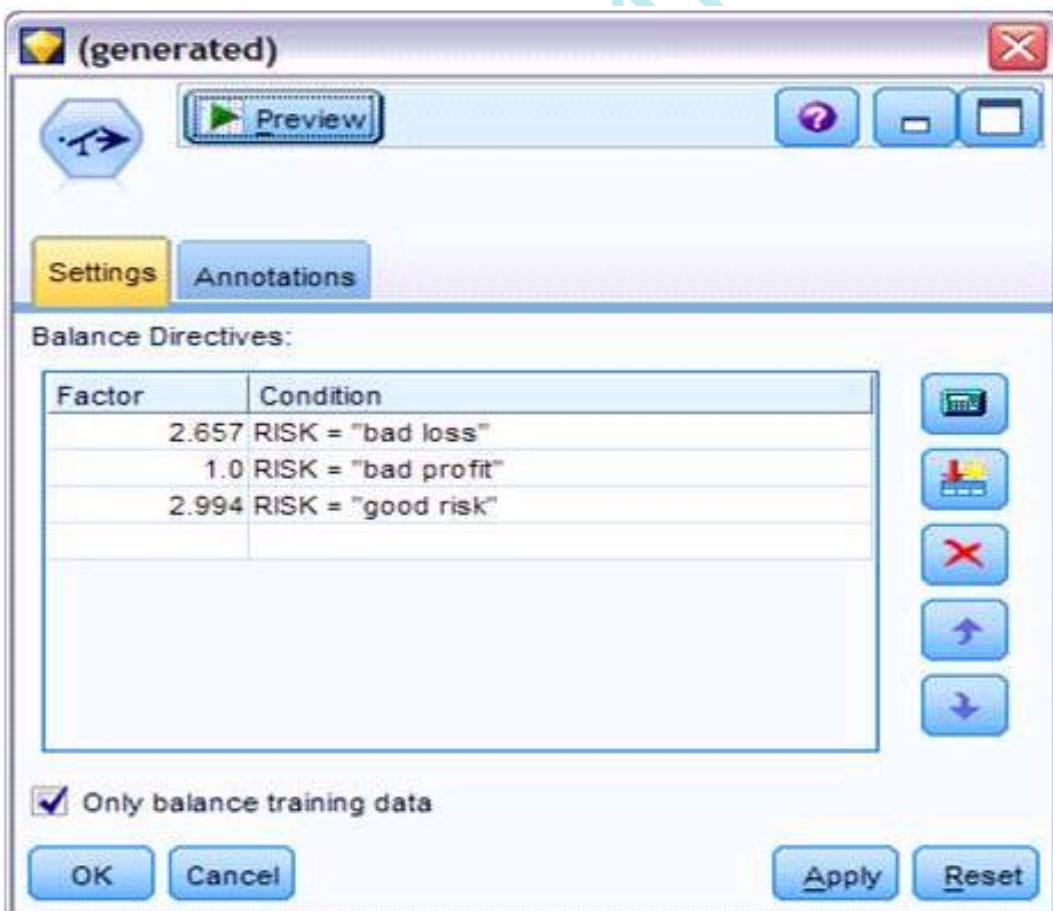 (generated)
Preview
Settings Annotations
Balance Directives:
Factor Condition
2.657 RISK = "bad loss"
1.0 RISK = "bad profit"
2.994 RISK = "good risk"
Only balance training data
OK Cancel Apply Reset